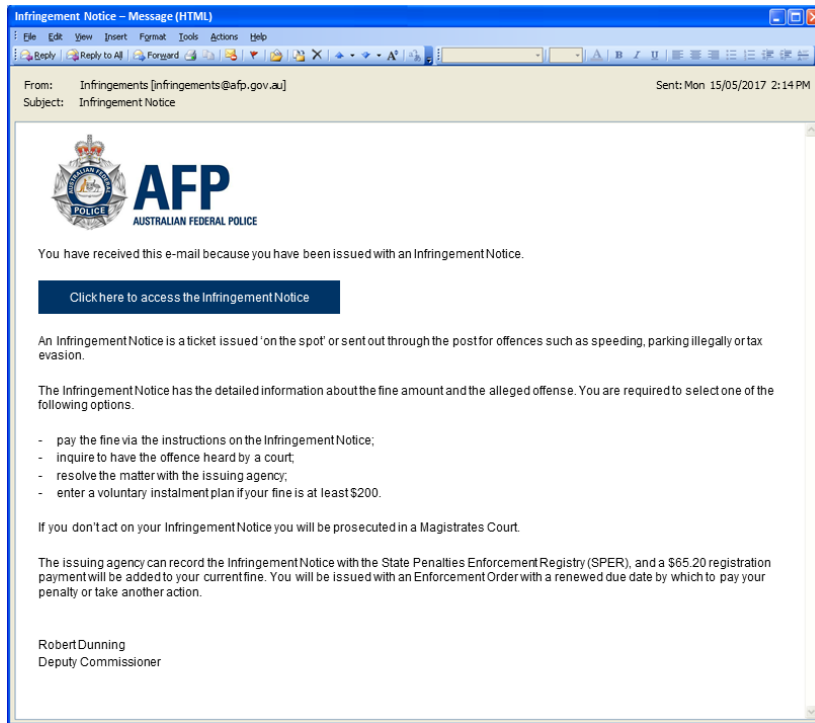 Infringement Notice – Message (HTML)
File Edit View Insert Format Tools Actions Help
Reply Reply to All Forward
From: Infringements [infringements@afp.gov.au] Sent: Mon 15/05/2017 2:14 PM
Subject: Infringement Notice
AUSTRALIAN FEDERAL
POLICE
AFP
AUSTRALIAN FEDERAL POLICE
You have received this e-mail because you have been issued with an Infringement Notice.
Click here to access the Infringement Notice
An Infringement Notice is a ticket issued ‘on the spot’ or sent out through the post for offences such as speeding, parking illegally or tax
evasion.
The Infringement Notice has the detailed information about the fine amount and the alleged offense. You are required to select one of the
following options.
- pay the fine via the instructions on the Infringement Notice;
- inquire to have the offence heard by a court;
- resolve the matter with the issuing agency;
- enter a voluntary instalment plan if your fine is at least $200.
If you don’t act on your Infringement Notice you will be prosecuted in a Magistrates Court.
The issuing agency can record the Infringement Notice with the State Penalties Enforcement Registry (SPER), and a $65.20 registration
payment will be added to your current fine. You will be issued with an Enforcement Order with a renewed due date by which to pay your
penalty or take another action.
Robert Dunning
Deputy Commissioner